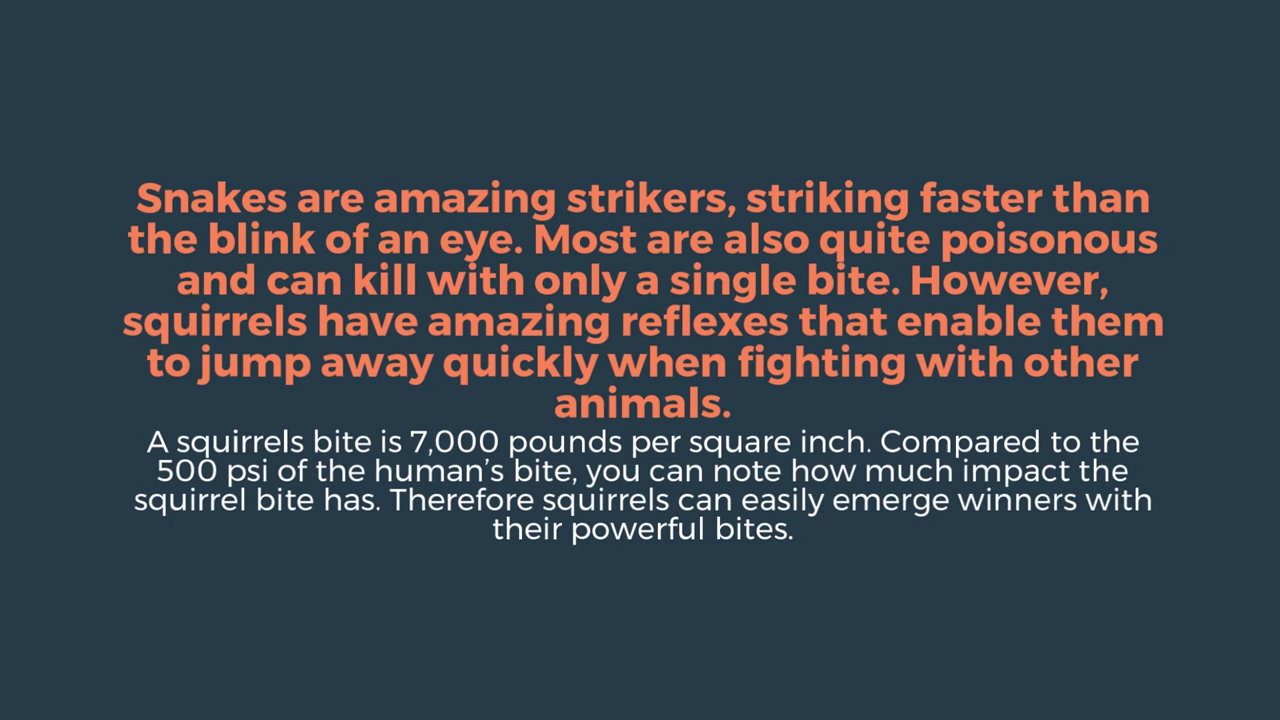 Snakes are amazing strikers, striking faster than
the blink of an eye. Most are also quite poisonous
and can kill with only a single bite. However,
squirrels have amazing reflexes that enable them
to jump away quickly when fighting with other
animals.
A squirrels bite is 7,000 pounds per square inch. Compared to the
500 psi of the human’s bite, you can note how much impact the
squirrel bite has. Therefore squirrels can easily emerge winners with
their powerful bites.